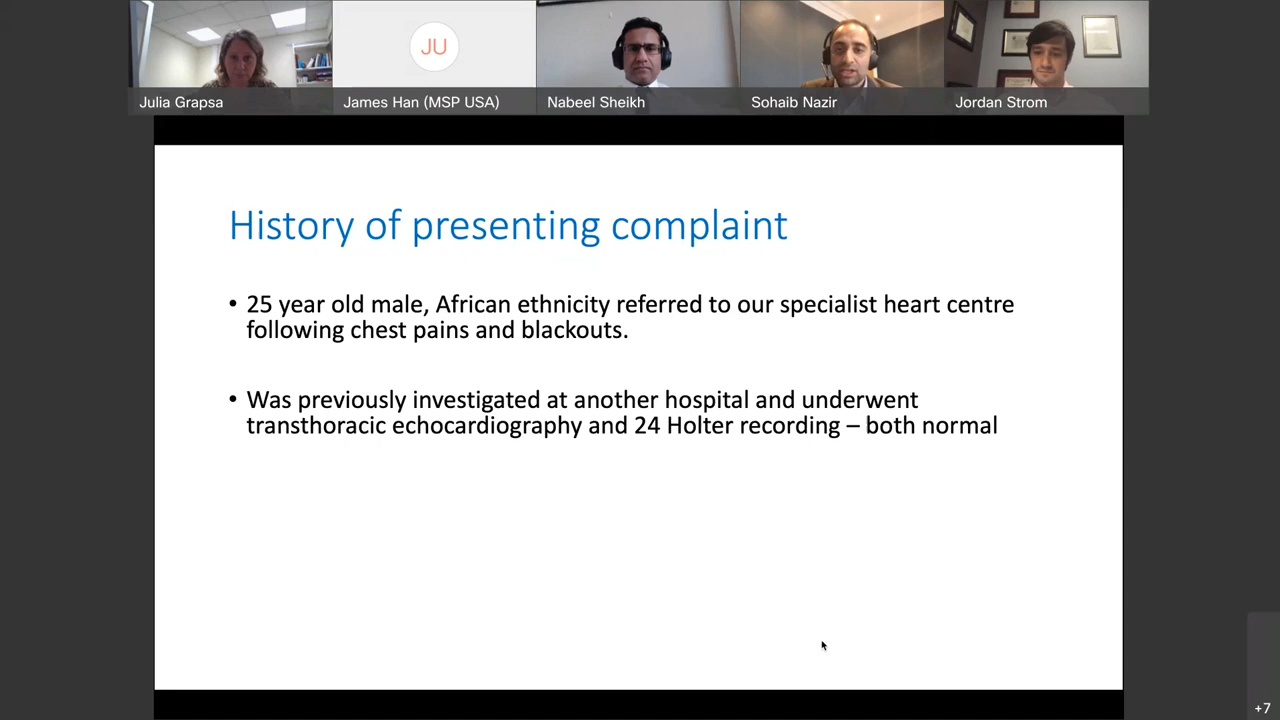 JU
Julia Grapsa
James Han (MSP USA)
Nabeel Sheikh
Sohaib Nazir
Jordan Strom
History of presenting complaint
• 25 year old male, African ethnicity referred to our specialist heart centre
following chest pains and blackouts.
• Was previously investigated at another hospital and underwent
transthoracic echocardiography and 24 Holter recording – both normal
+7